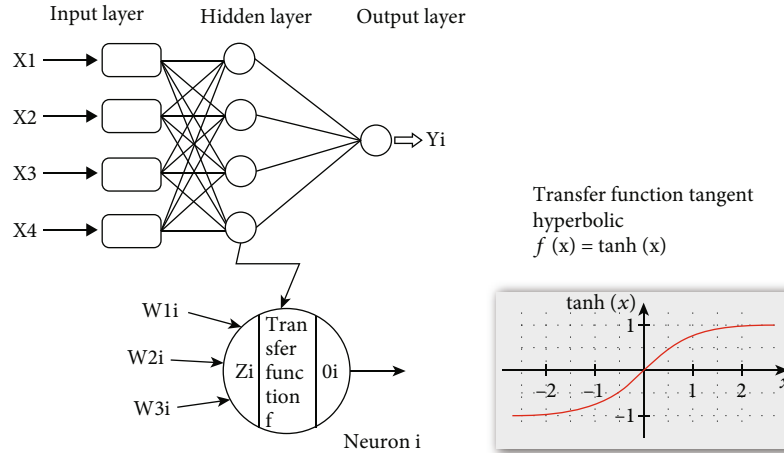 Input layer
Hidden layer
Output layer
X1
X2
X3
X4
Yi
W1i
W2i
W3i
Zi
Tran
sfer
func
tion
f
0i
Neuron i
Transfer function tangent
hyperbolic
f (x) = tanh (x)
tanh (x)
1
–2
–1
1
2
x
–1